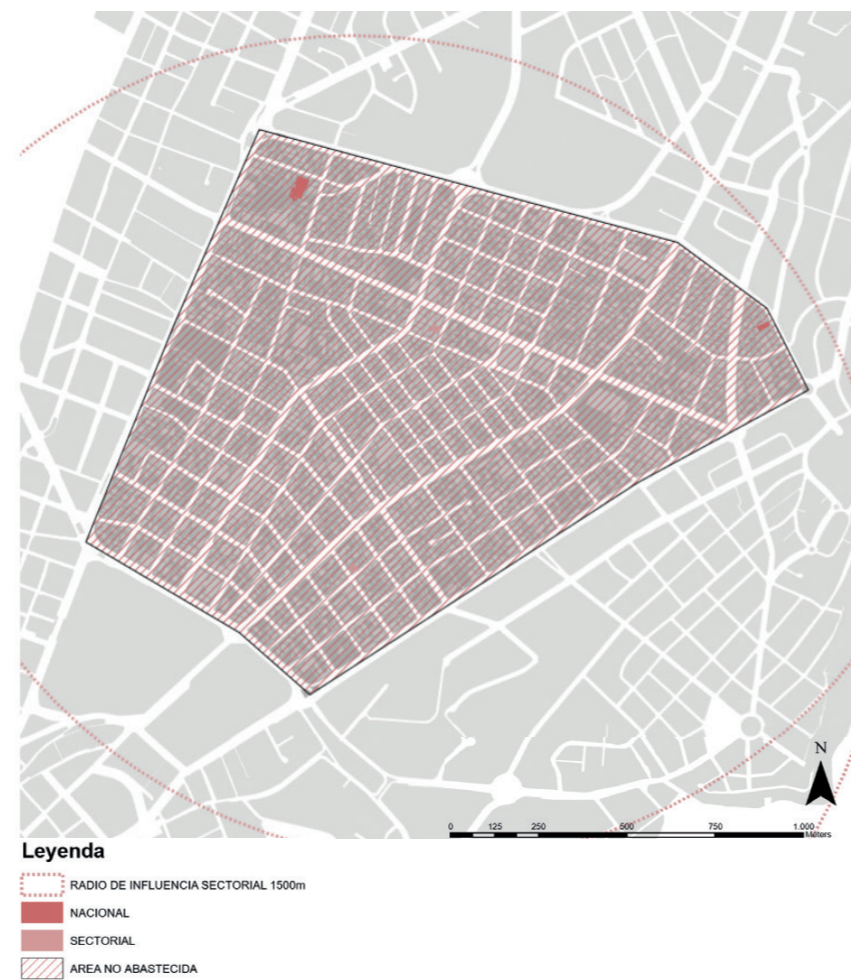 N
0 125 250 500 750 1.000
Meters
Leyenda
RADIO DE INFLUENCIA SECTORIAL 1500m
NACIONAL
SECTORIAL
AREA NO ABASTECIDA